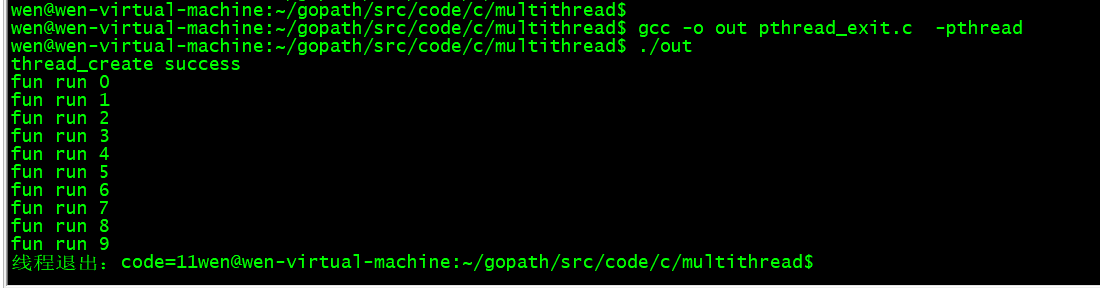 wen@wen-virtual-machine:~/gopath/src/code/c/multithread$
wen@wen-virtual-machine:~/gopath/src/code/c/multithread$ gcc -o out pthread_exit.c  -pthread
wen@wen-virtual-machine:~/gopath/src/code/c/multithread$ ./out
thread_create success
fun run 0
fun run 1
fun run 2
fun run 3
fun run 4
fun run 5
fun run 6
fun run 7
fun run 8
fun run 9
线程退出：code=11wen@wen-virtual-machine:~/gopath/src/code/c/multithread$